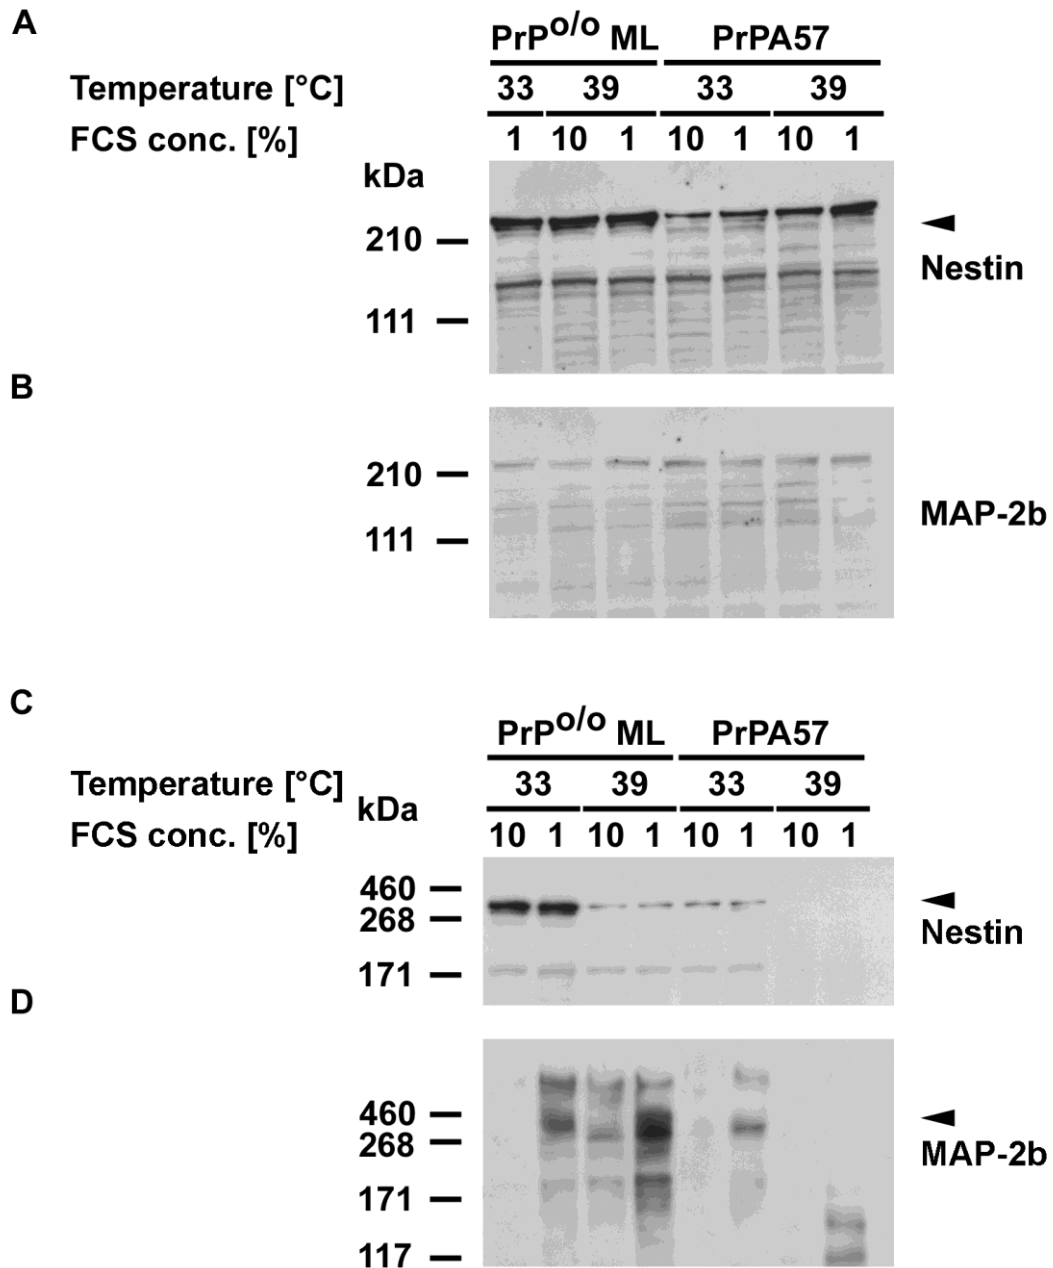 A
PrP^o/o ML PrPA57
Temperature [°C] 33 39 33 39
FCS conc. [%] 1 10 1 10 1 10 1
kDa
210
Nestin
111
B
210
MAP-2b
111
C
PrP^o/o ML PrPA57
Temperature [°C] 33 39 33 39
kDa
FCS conc. [%] 10 1 10 1 10 1 10 1
460
268
Nestin
171
D
460
268
MAP-2b
171
117